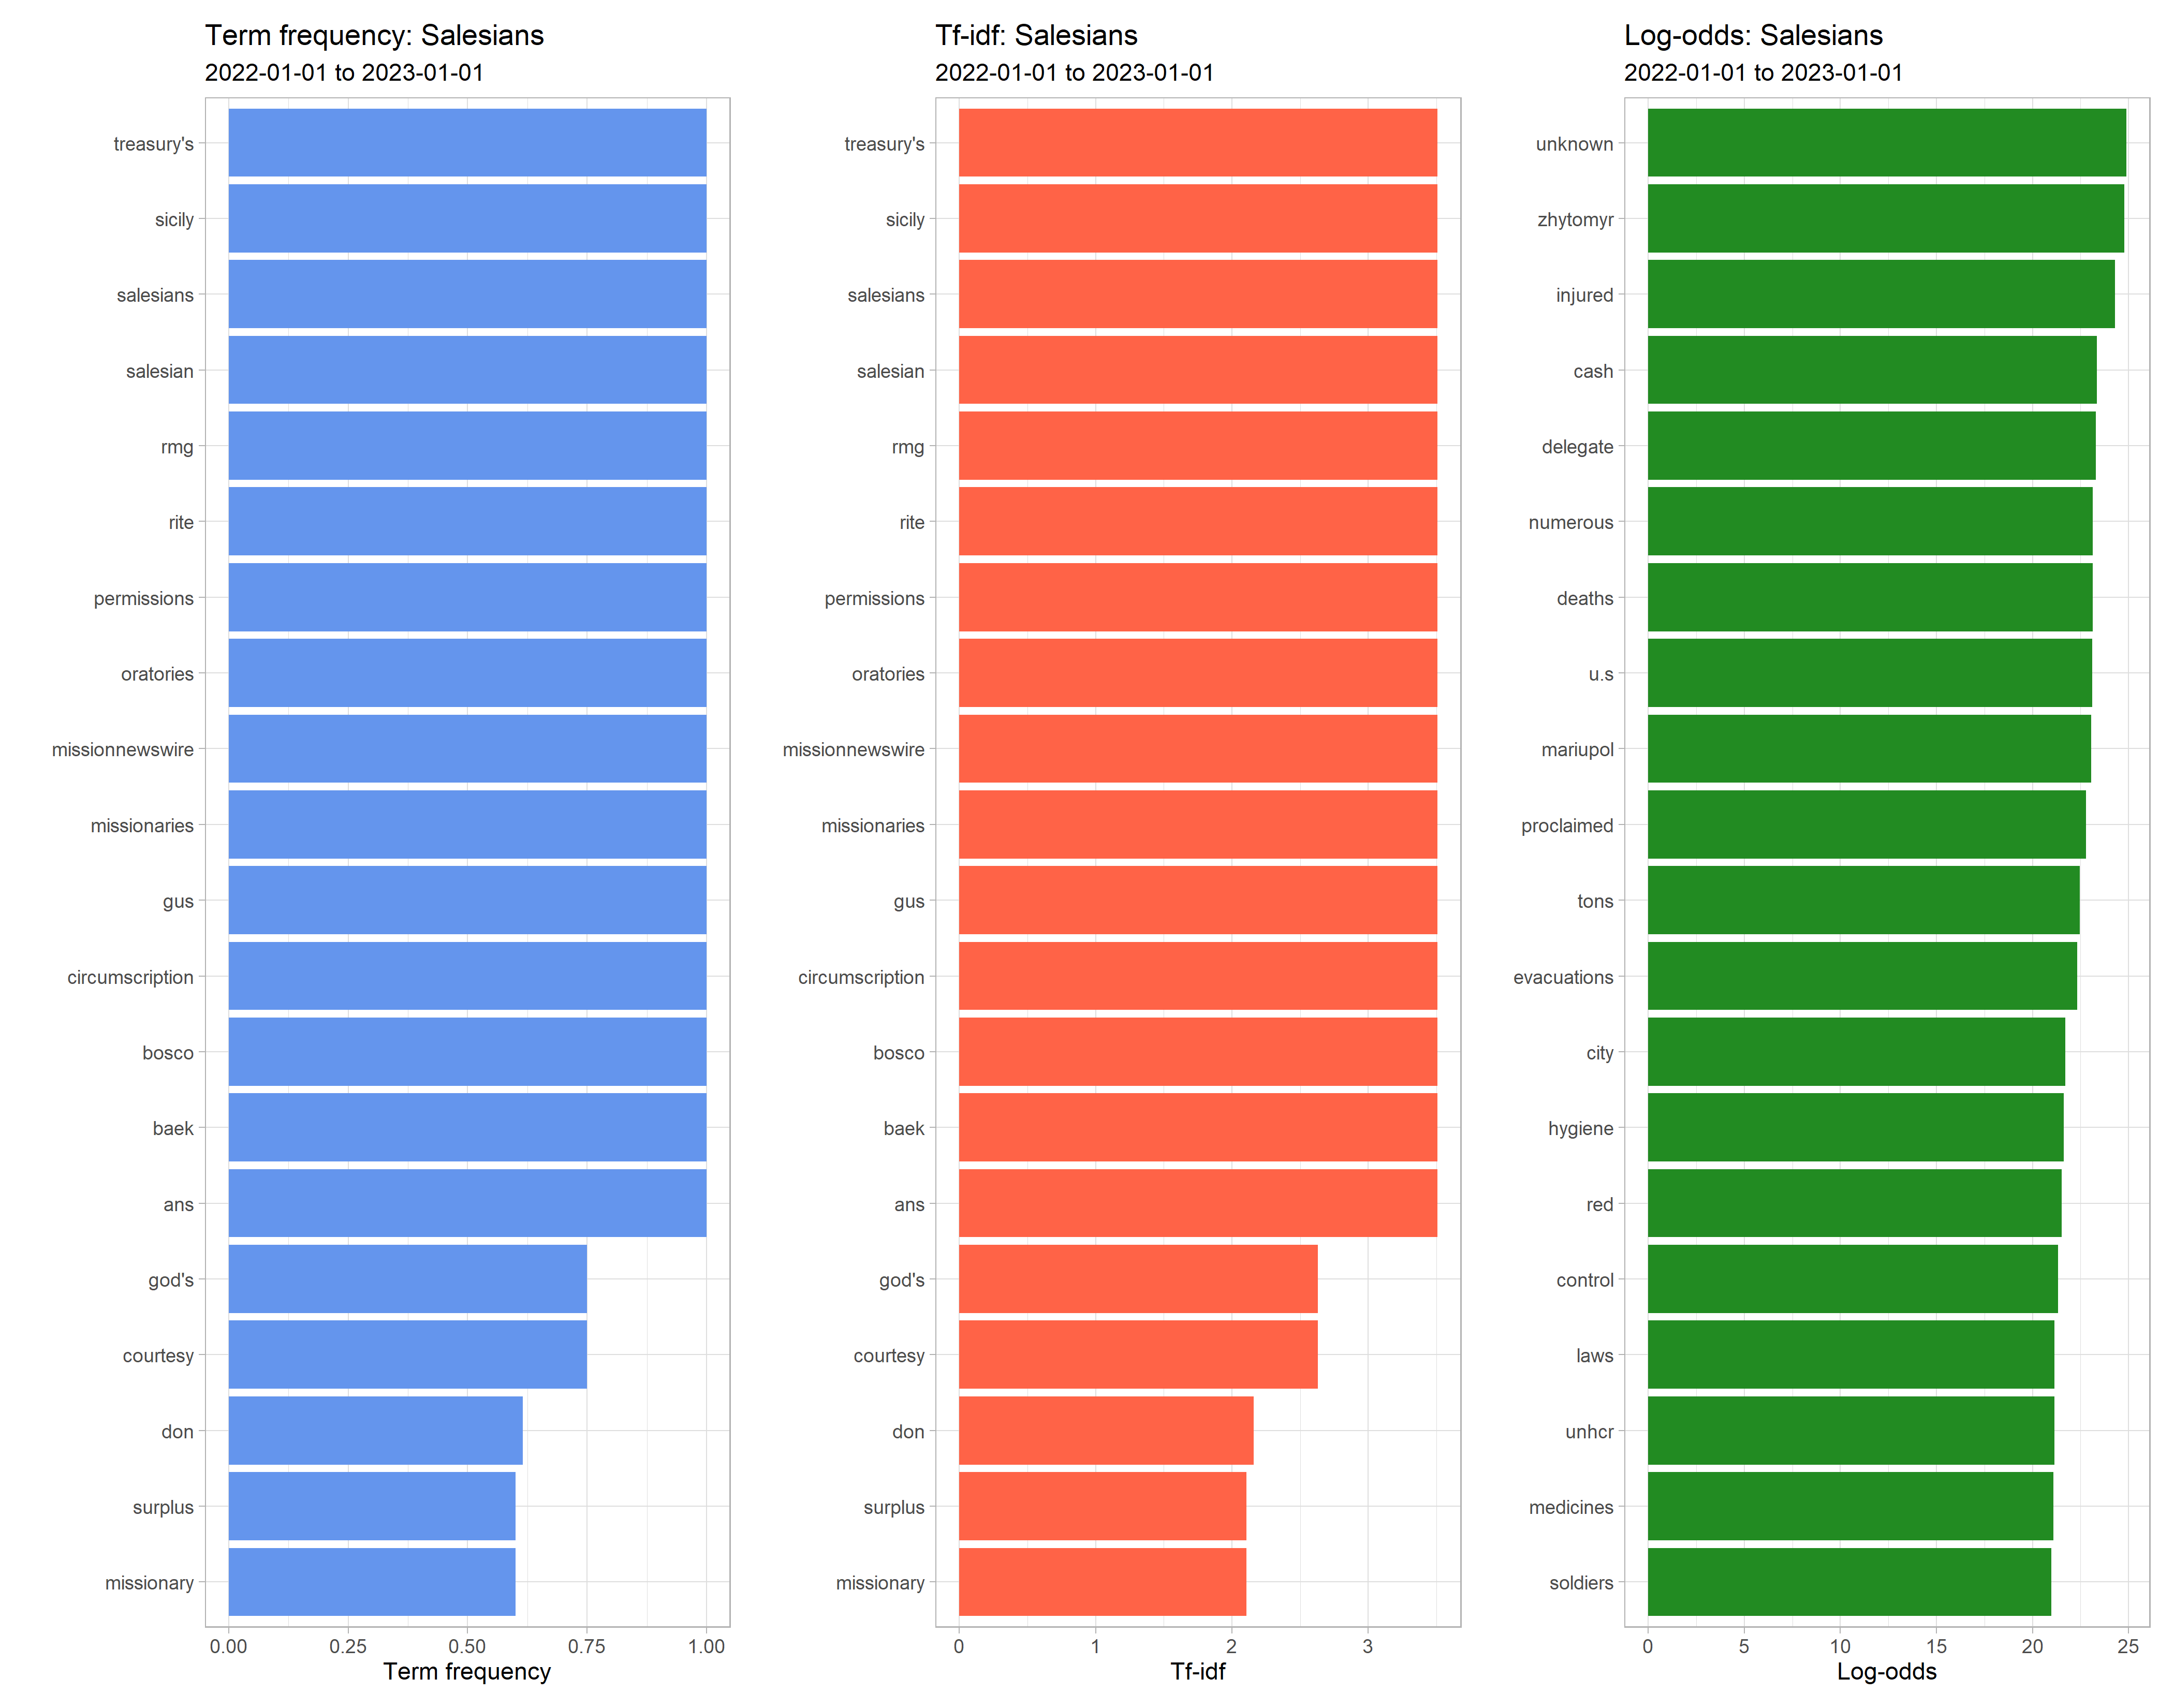 Term frequency: Salesians
2022-01-01 to 2023-01-01
treasury's
sicily
salesians
salesian
rmg
rite
permissions
oratories
missionnewswire
missionaries
gus
circumscription
bosco
baek
ans
god's
courtesy
don
surplus
missionary
0.00 0.25 0.50 0.75 1.00
Term frequency
Tf-idf: Salesians
2022-01-01 to 2023-01-01
treasury's
sicily
salesians
salesian
rmg
rite
permissions
oratories
missionnewswire
missionaries
gus
circumscription
bosco
baek
ans
god's
courtesy
don
surplus
missionary
0 1 2 3
Tf-idf
Log-odds: Salesians
2022-01-01 to 2023-01-01
unknown
zhytomyr
injured
cash
delegate
numerous
deaths
u.s
mariupol
proclaimed
tons
evacuations
city
hygiene
red
control
laws
unhcr
medicines
soldiers
0 5 10 15 20 25
Log-odds